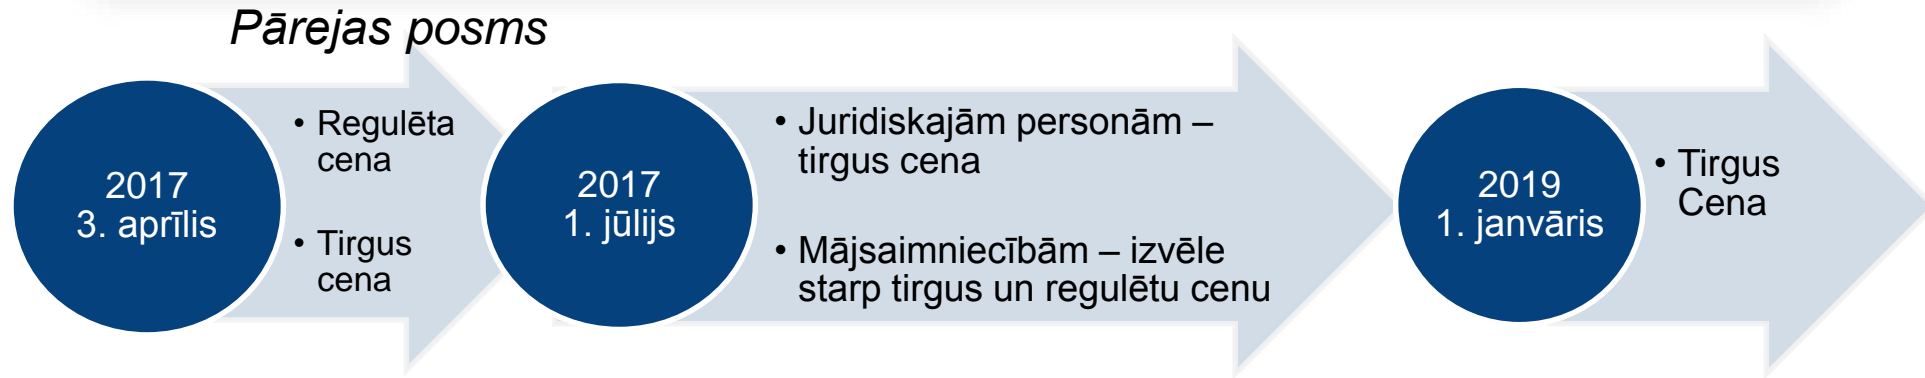 Pārejas posms
2017
3. aprīlis
• Regulēta
cena
• Tirgus
cena
2017
1. jūlijs
• Juridiskajām personām –
tirgus cena
• Mājsaimniecībām – izvēle
starp tirgus un regulētu cenu
2019
1. janvāris
• Tirgus
Cena